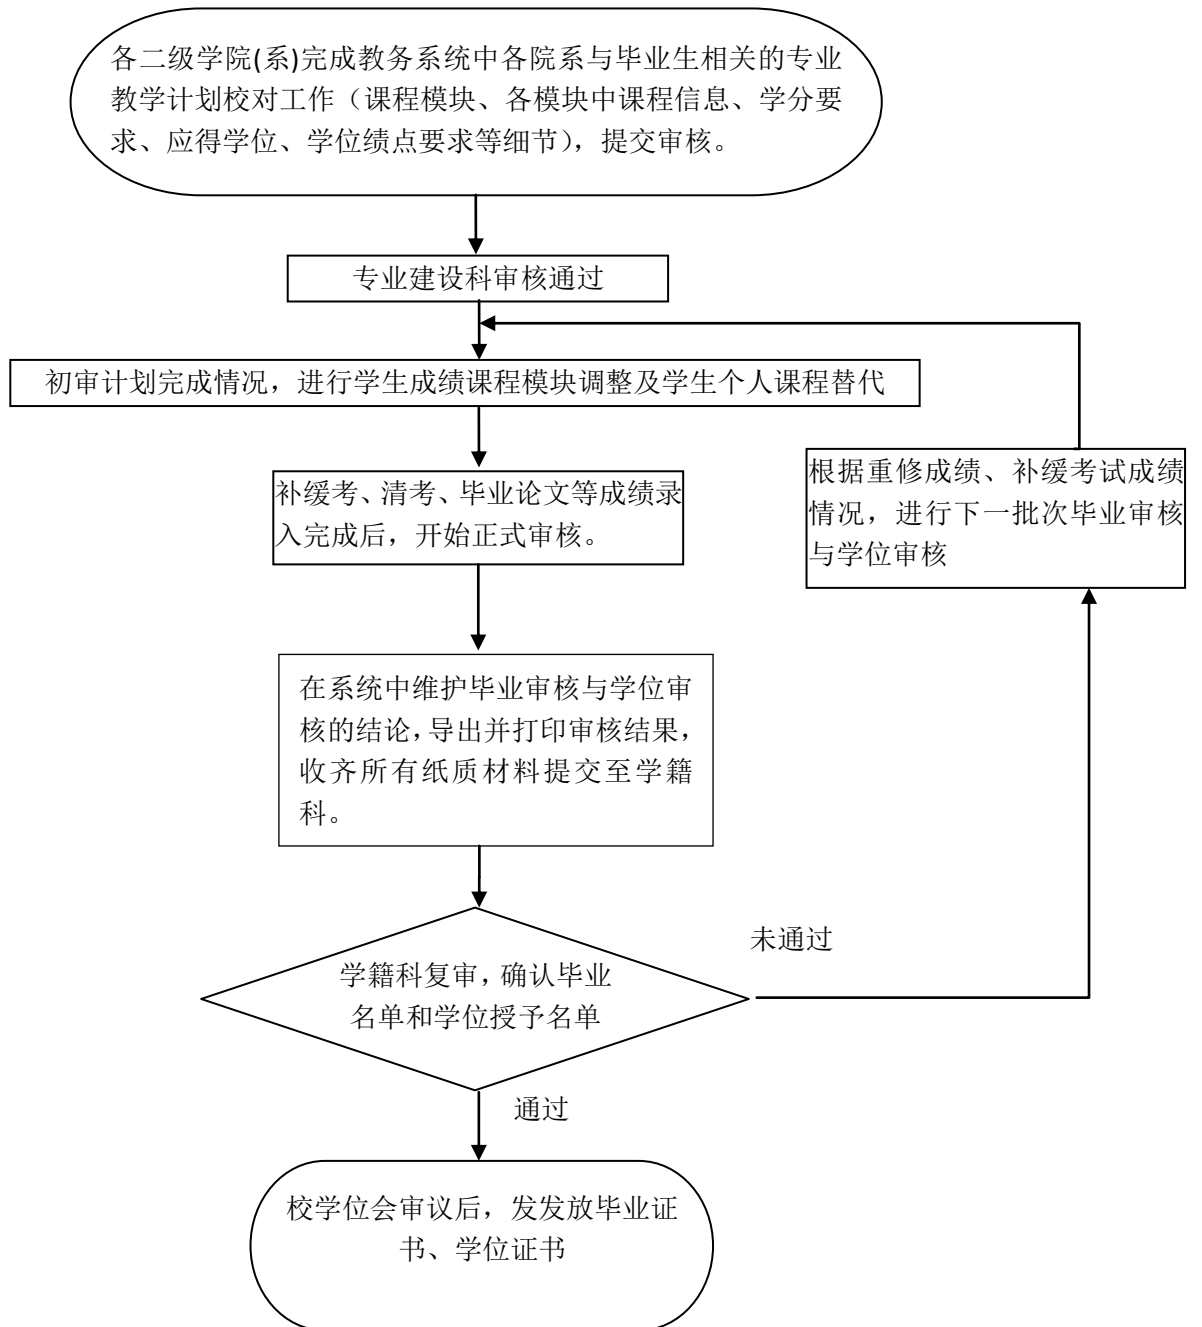 各二级学院(系)完成教务系统中各院系与毕业生相关的专业
教学计划校对工作（课程模块、各模块中课程信息、学分要
求、应得学位、学位绩点要求等细节），提交审核。
专业建设科审核通过
初审计划完成情况，进行学生成绩课程模块调整及学生个人课程替代
补缓考、清考、毕业论文等成绩录
入完成后，开始正式审核。
根据重修成绩、补缓考试成绩
情况，进行下一批次毕业审核
与学位审核
在系统中维护毕业审核与学位审
核的结论，导出并打印审核结果，
收齐所有纸质材料提交至学籍
科。
未通过
学籍科复审，确认毕业
名单和学位授予名单
通过
校学位会审议后，发发放毕业证
书、学位证书